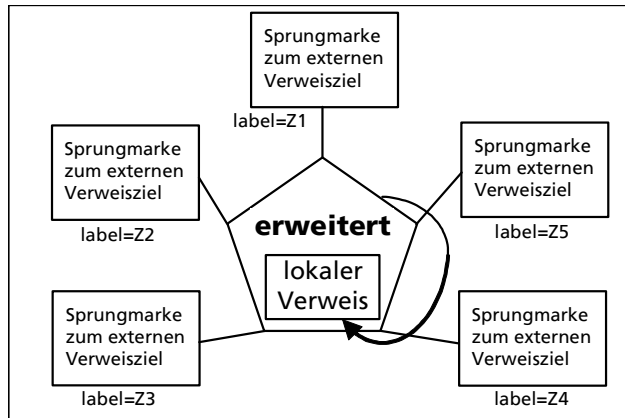 Sprungmarke
zum externen
Verweisziel
label=Z1
Sprungmarke
zum externen
Verweisziel
label=Z2
Sprungmarke
zum externen
Verweisziel
label=Z5
erweitert
lokaler
Verweis
Sprungmarke
zum externen
Verweisziel
label=Z3
Sprungmarke
zum externen
Verweisziel
label=Z4